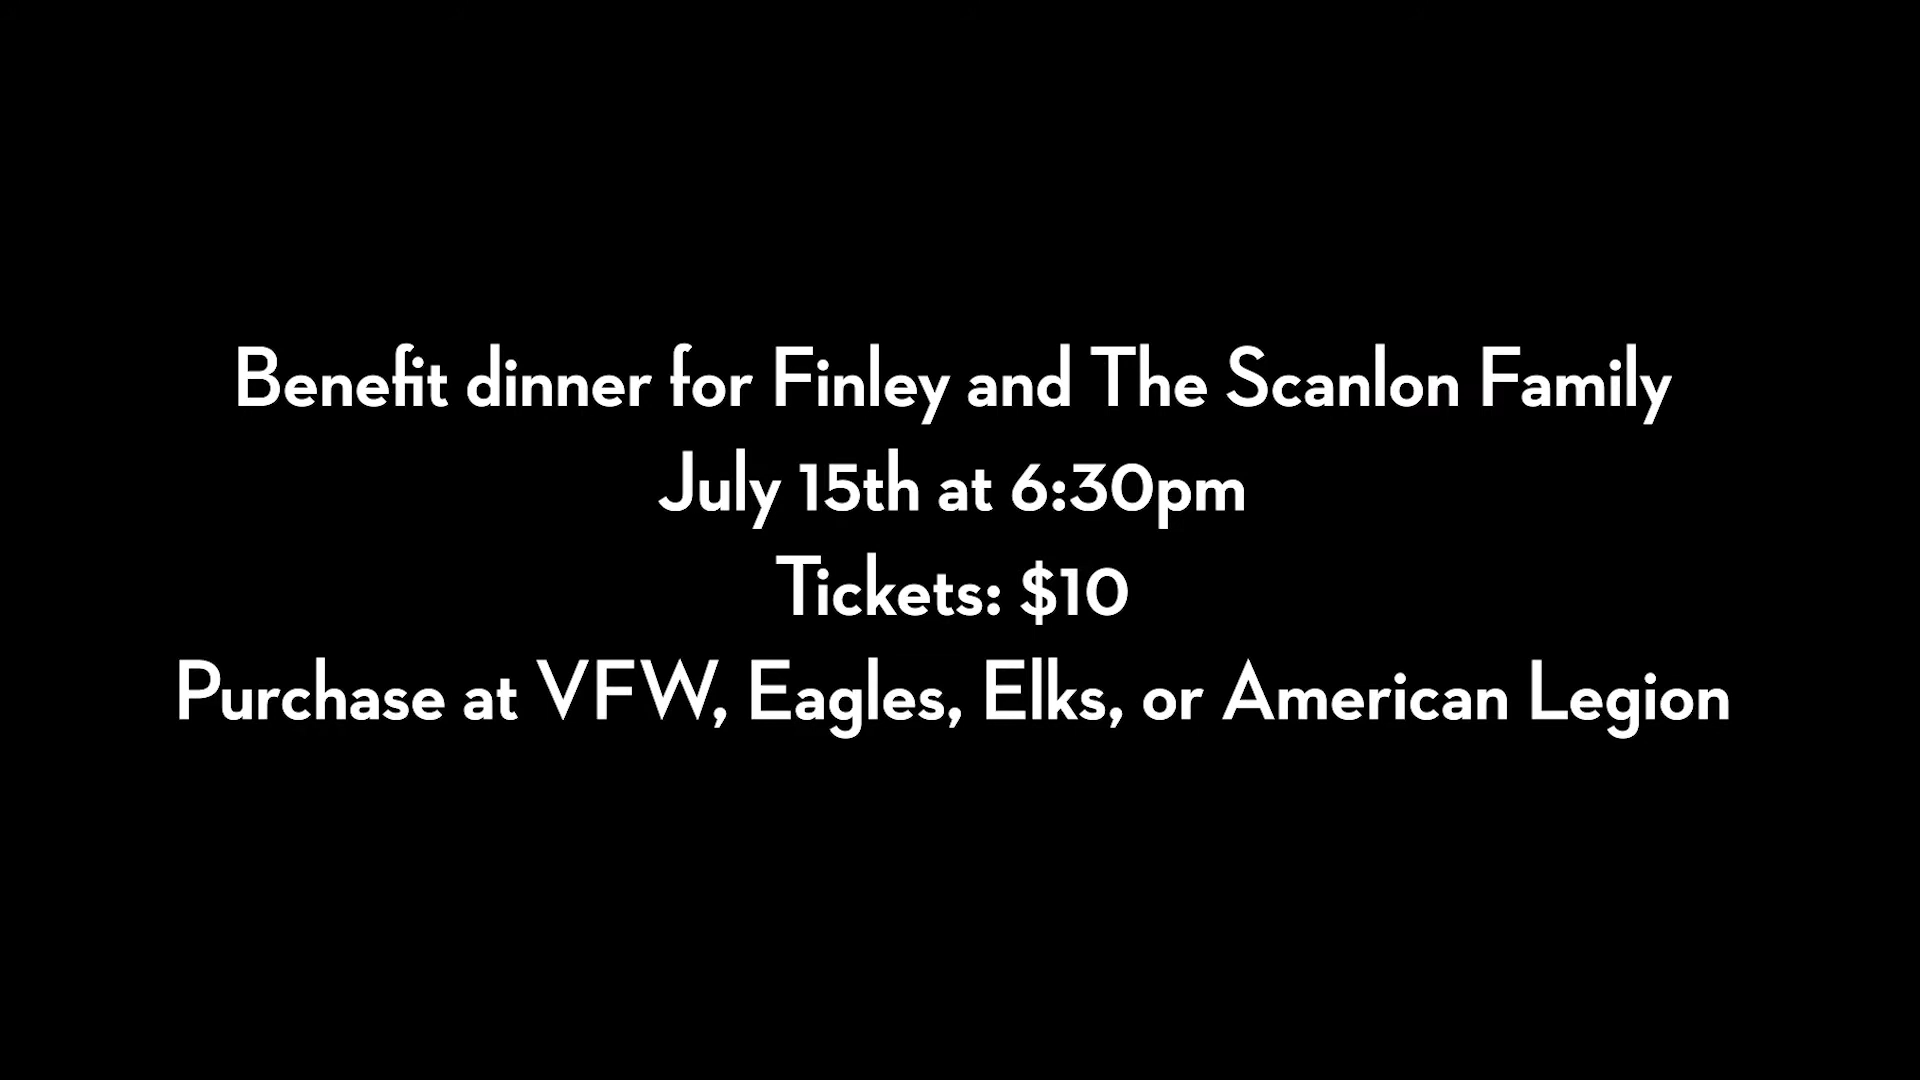 Benefit dinner for Finley and The Scanlon Family
July 15th at 6:30pm
Tickets: $10
Purchase at VFW, Eagles, Elks, or American Legion